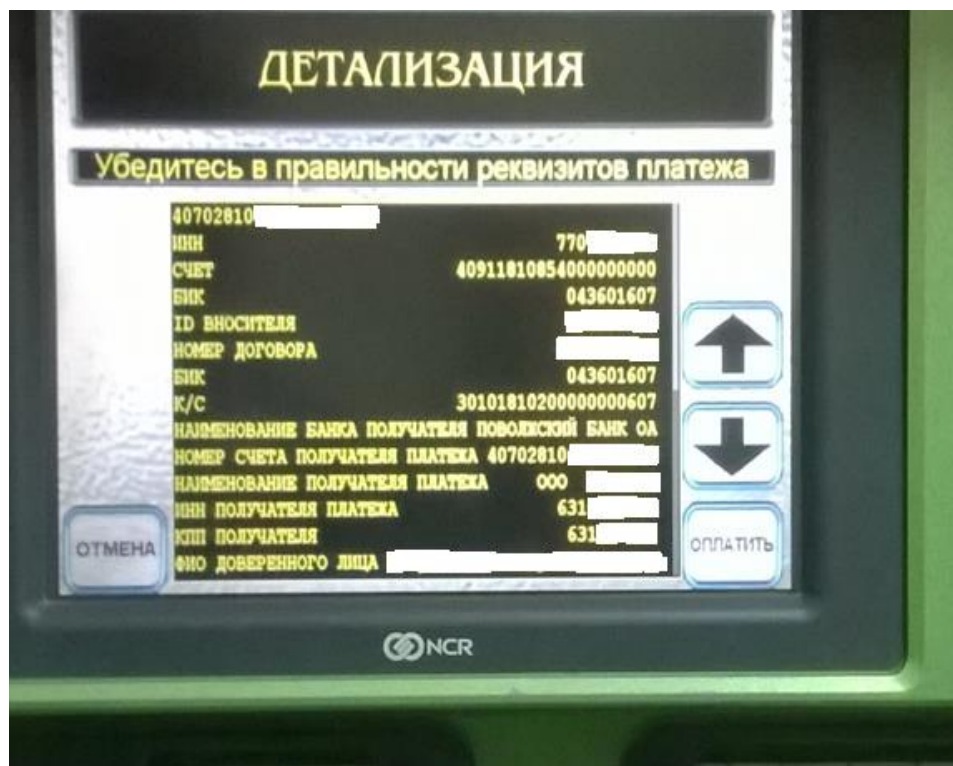 ДЕТАЛИЗАЦИЯ
Убедитесь в правильности реквизитов платежа
40702810
ИНН 770
СЧЕТ 40911810854000000000
БИК 043601607
ID ВНОСИТЕЛЯ
НОМЕР ДОГОВОРА
БИК 043601607
К/С 30101810200000000607
НАИМЕНОВАНИЕ БАНКА ПОЛУЧАТЕЛЯ ПОВОЛЖСКИЙ БАНК ОА
НОМЕР СЧЕТА ПОЛУЧАТЕЛЯ ПЛАТЕЖА 40702810
НАИМЕНОВАНИЕ ПОЛУЧАТЕЛЯ ПЛАТЕЖА ООО
ИНН ПОЛУЧАТЕЛЯ ПЛАТЕЖА 631
КПП ПОЛУЧАТЕЛЯ 631
ФИО ДОВЕРЕННОГО ЛИЦА
ОТМЕНА
ОПЛАТИТЬ
NCR